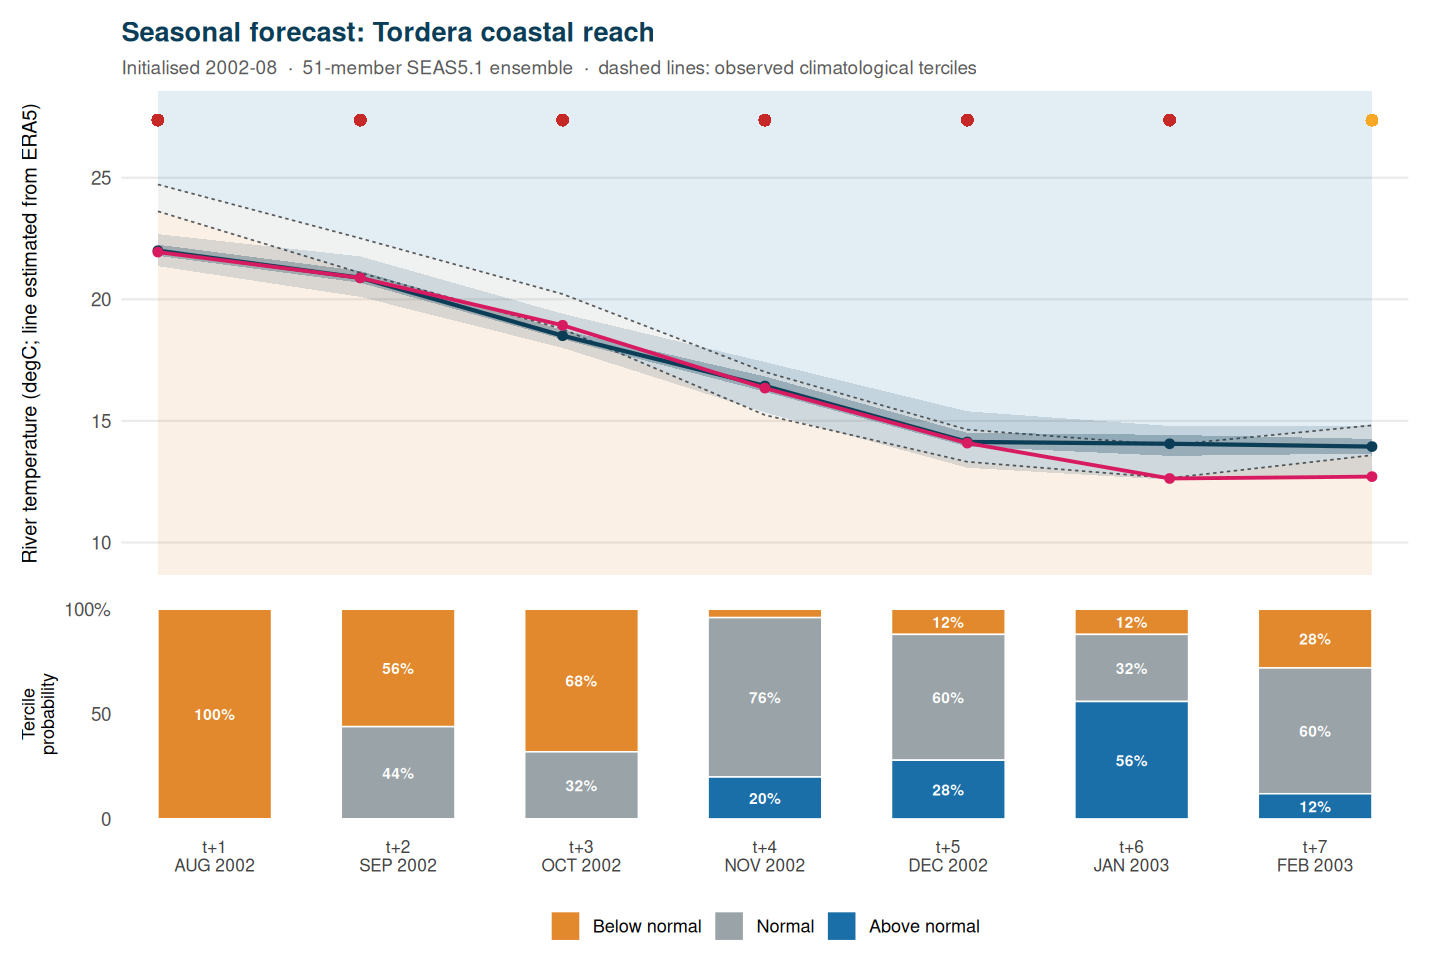 Seasonal forecast: Tordera coastal reach
Initialised 2002-08 · 51-member SEAS5.1 ensemble · dashed lines: observed climatological terciles
River temperature (degC; line estimated from ERA5)
25
20
15
10
Tercile
probability
100%
50
0
100%
56%
44%
68%
32%
76%
20%
12%
60%
28%
12%
32%
56%
28%
60%
12%
t+1
AUG 2002
t+2
SEP 2002
t+3
OCT 2002
t+4
NOV 2002
t+5
DEC 2002
t+6
JAN 2003
t+7
FEB 2003
Below normal
Normal
Above normal